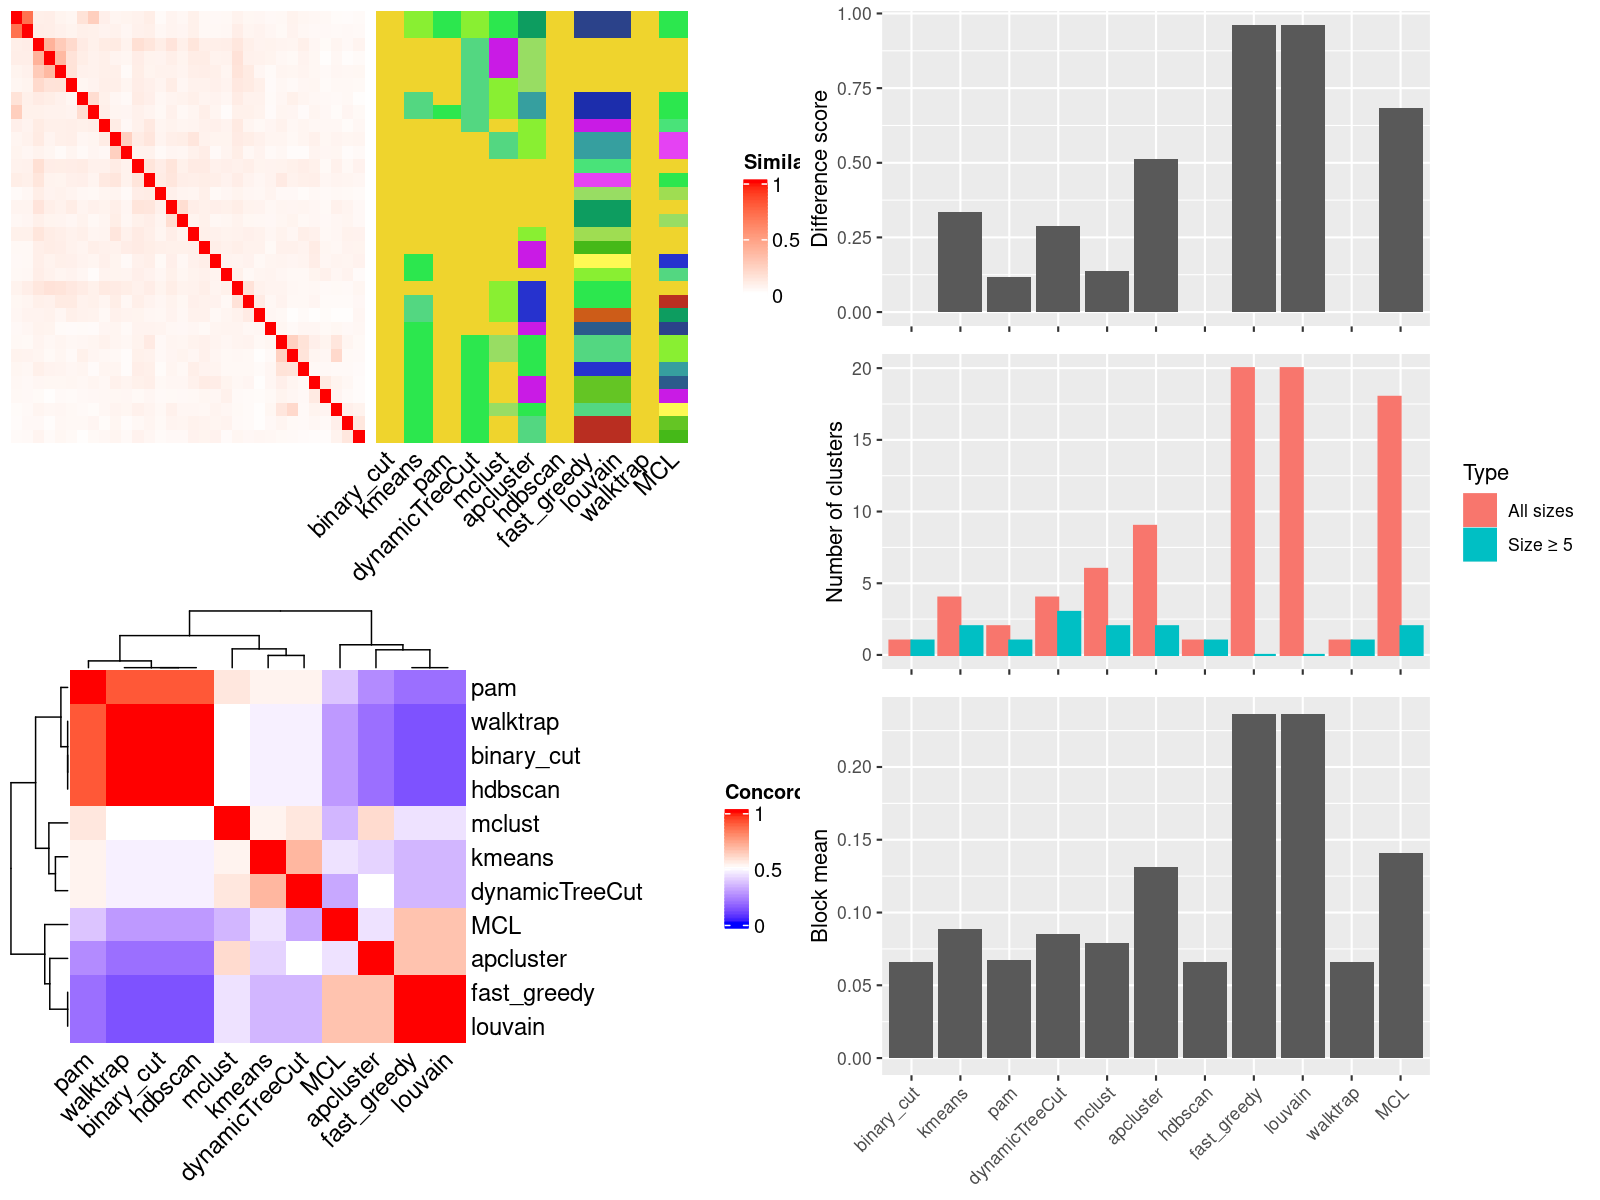 binary_cut
kmeans
pam
dynamicTreeCut
mclust
apcluster
hdbscan
fast_greedy
louvain
walktrap
MCL
Simila
1
0.5
0
pam
walktrap
binary_cut
hdbscan
mclust
kmeans
dynamicTreeCut
MCL
apcluster
fast_greedy
louvain
pam
walktrap
binary_cut
hdbscan
mclust
kmeans
dynamicTreeCut
MCL
apcluster
fast_greedy
louvain
Concord
1
0.5
0
Difference score
1.00
0.75
0.50
0.25
0.00
Number of clusters
20
15
10
5
0
Type
All sizes
Size ≥ 5
Block mean
0.20
0.15
0.10
0.05
0.00
binary_cut
kmeans
pam
dynamicTreeCut
mclust
apcluster
hdbscan
fast_greedy
louvain
walktrap
MCL